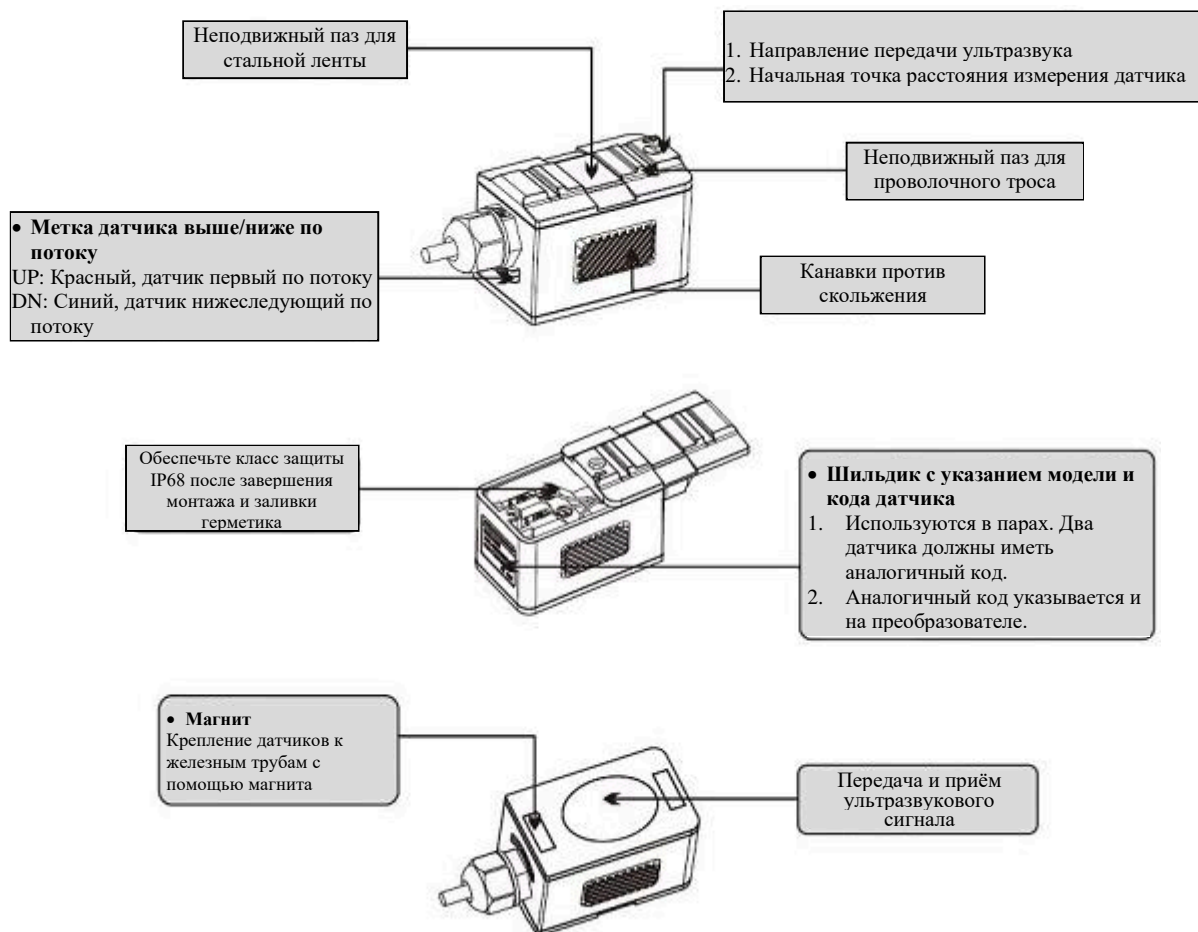 Неподвижный паз для
стальной ленты
1. Направление передачи ультразвука
2. Начальная точка расстояния измерения датчика
Неподвижный паз для
проволочного троса
• Метка датчика выше/ниже по
потоку
UP: Красный, датчик первый по потоку
DN: Синий, датчик нижеследующий по
потоку
Канавки против
скольжения
Обеспечьте класс защиты
IP68 после завершения
монтажа и заливки
герметика
• Шильдик с указанием модели и
кода датчика
1. Используются в парах. Два
датчика должны иметь
аналогичный код.
2. Аналогичный код указывается и
на преобразователе.
• Магнит
Крепление датчиков к
железным трубам с
помощью магнита
Передача и приём
ультразвукового
сигнала